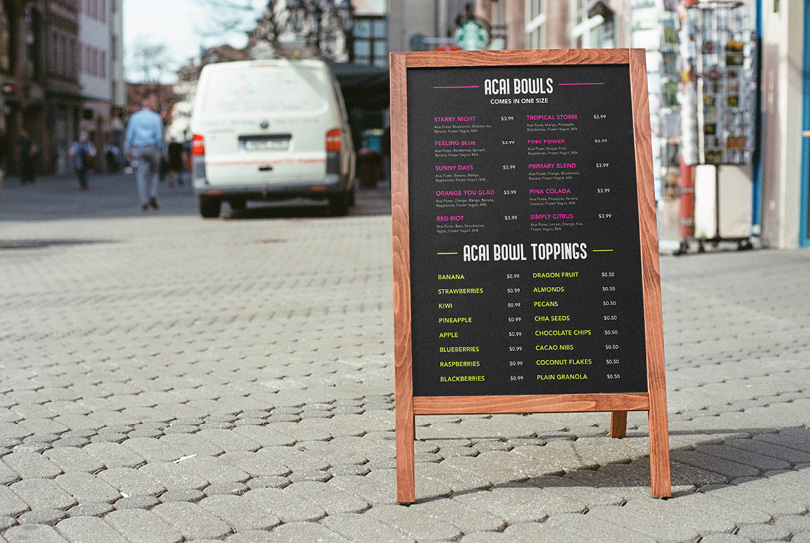 ACAI BOWLS
COMES IN ONE SIZE
STARRY NIGHT $3.99
Acai Puree, Blueberries, Blackberries,
Banana, Frozen Yogurt, Milk
FEELING BLUE $3.99
Acai Puree, Blueberries, Spinach,
Banana, Frozen Yogurt, Milk
SUNNY DAYS $3.99
Acai Puree, Banana, Mango,
Raspberries, Frozen Yogurt, Milk
ORANGE YOU GLAD $3.99
Acai Puree, Orange, Mango, Banana,
Raspberries, Frozen Yogurt, Milk
RED RIOT $3.99
Acai Puree, Beet, Strawberries,
Apple, Frozen Yogurt, Milk
TROPICAL STORM $3.99
Acai Puree, Mango, Pineapple,
Blackberries, Frozen Yogurt, Milk
PINK POWER $3.99
Acai Puree, Dragon Fruit,
Raspberries, Frozen Yogurt, Milk
PRIMARY BLEND $3.99
Acai Puree, Orange, Blueberries,
Banana, Frozen Yogurt, Milk
PINA COLADA $3.99
Acai Puree, Pineapple, Banana,
Coconut, Frozen Yogurt, Milk
SIMPLY CITRUS $3.99
Acai Puree, Lemon, Orange, Kiwi,
Frozen Yogurt, Milk
ACAI BOWL TOPPINGS
BANANA $0.99
STRAWBERRIES $0.99
KIWI $0.99
PINEAPPLE $0.99
APPLE $0.99
BLUEBERRIES $0.99
RASPBERRIES $0.99
BLACKBERRIES $0.99
DRAGON FRUIT $0.50
ALMONDS $0.50
PECANS $0.50
CHIA SEEDS $0.50
CHOCOLATE CHIPS $0.50
CACAO NIBS $0.50
COCONUT FLAKES $0.50
PLAIN GRANOLA $0.50